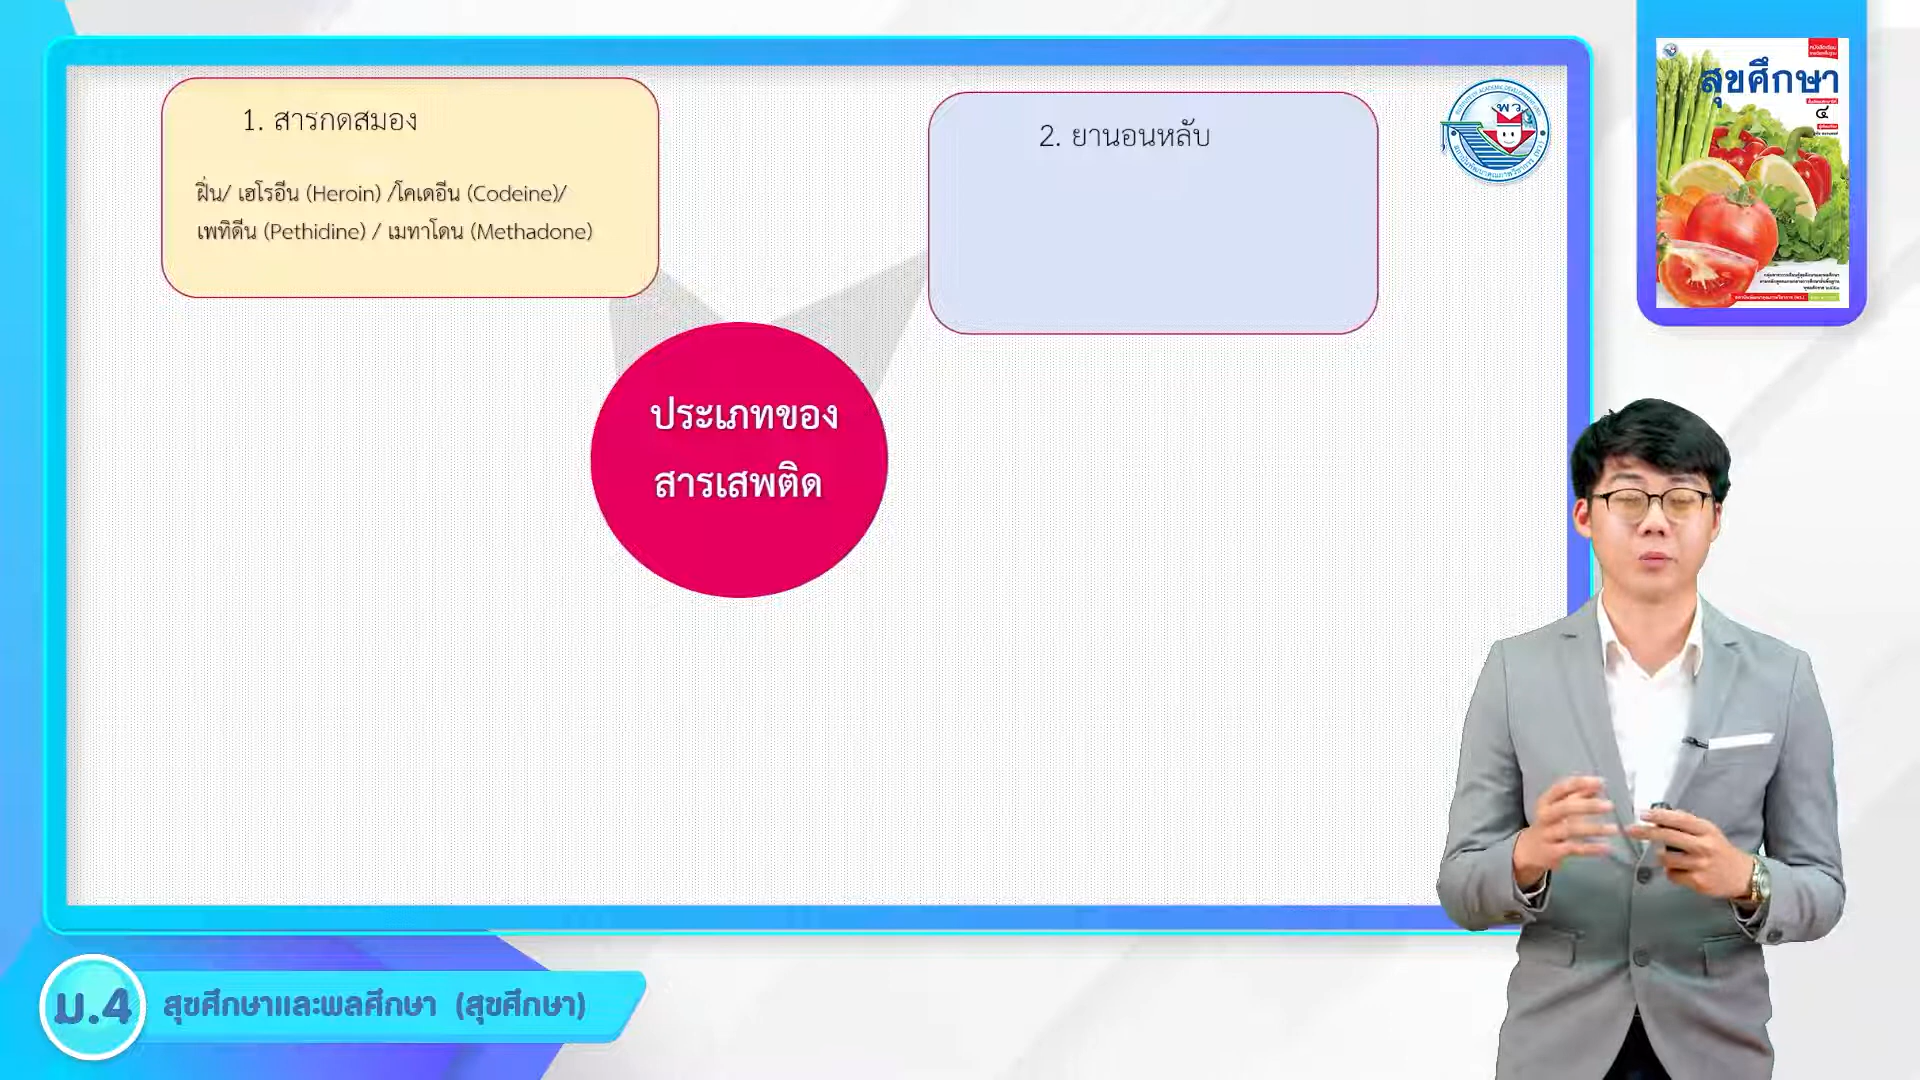 1. สารกดสมอง
ฝิ่น/ เฮโรอีน (Heroin) /โคเดอีน (Codeine)/
เพทิดีน (Pethidine) / เมทาโดน (Methadone)
2. ยานอนหลับ
พว.
สุขศึกษา
๔
ประเภทของ
สารเสพติด
ม.4
สุขศึกษาและพลศึกษา (สุขศึกษา)